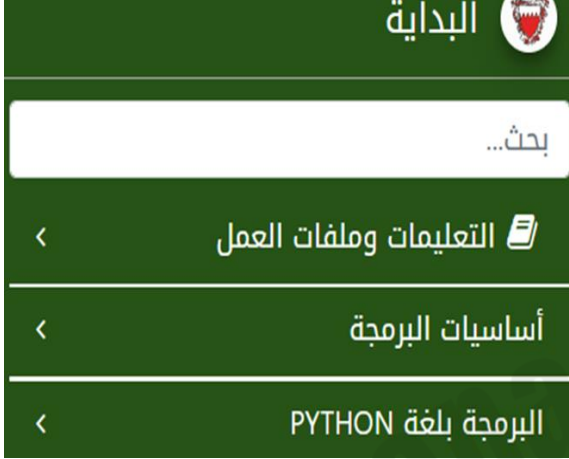 البداية
بحث...
التعليمات وملفات العمل
أساسيات البرمجة
البرمجة بلغة PYTHON